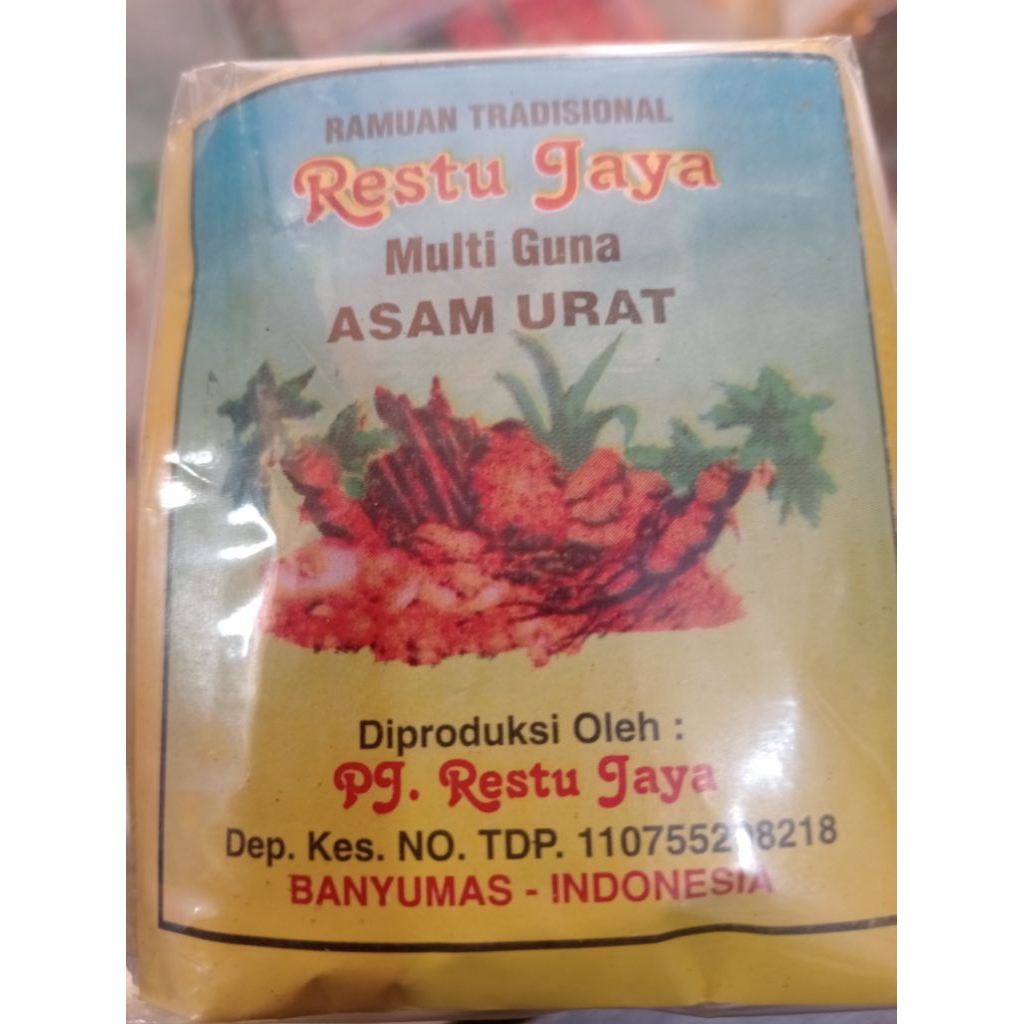 RAMUAN TRADISIONAL
Restu Jaya
Multi Guna
ASAM URAT
Diproduksi Oleh :
PJ. Restu Jaya
Dep. Kes. NO. TDP.
BANYUMAS - INDONESIA